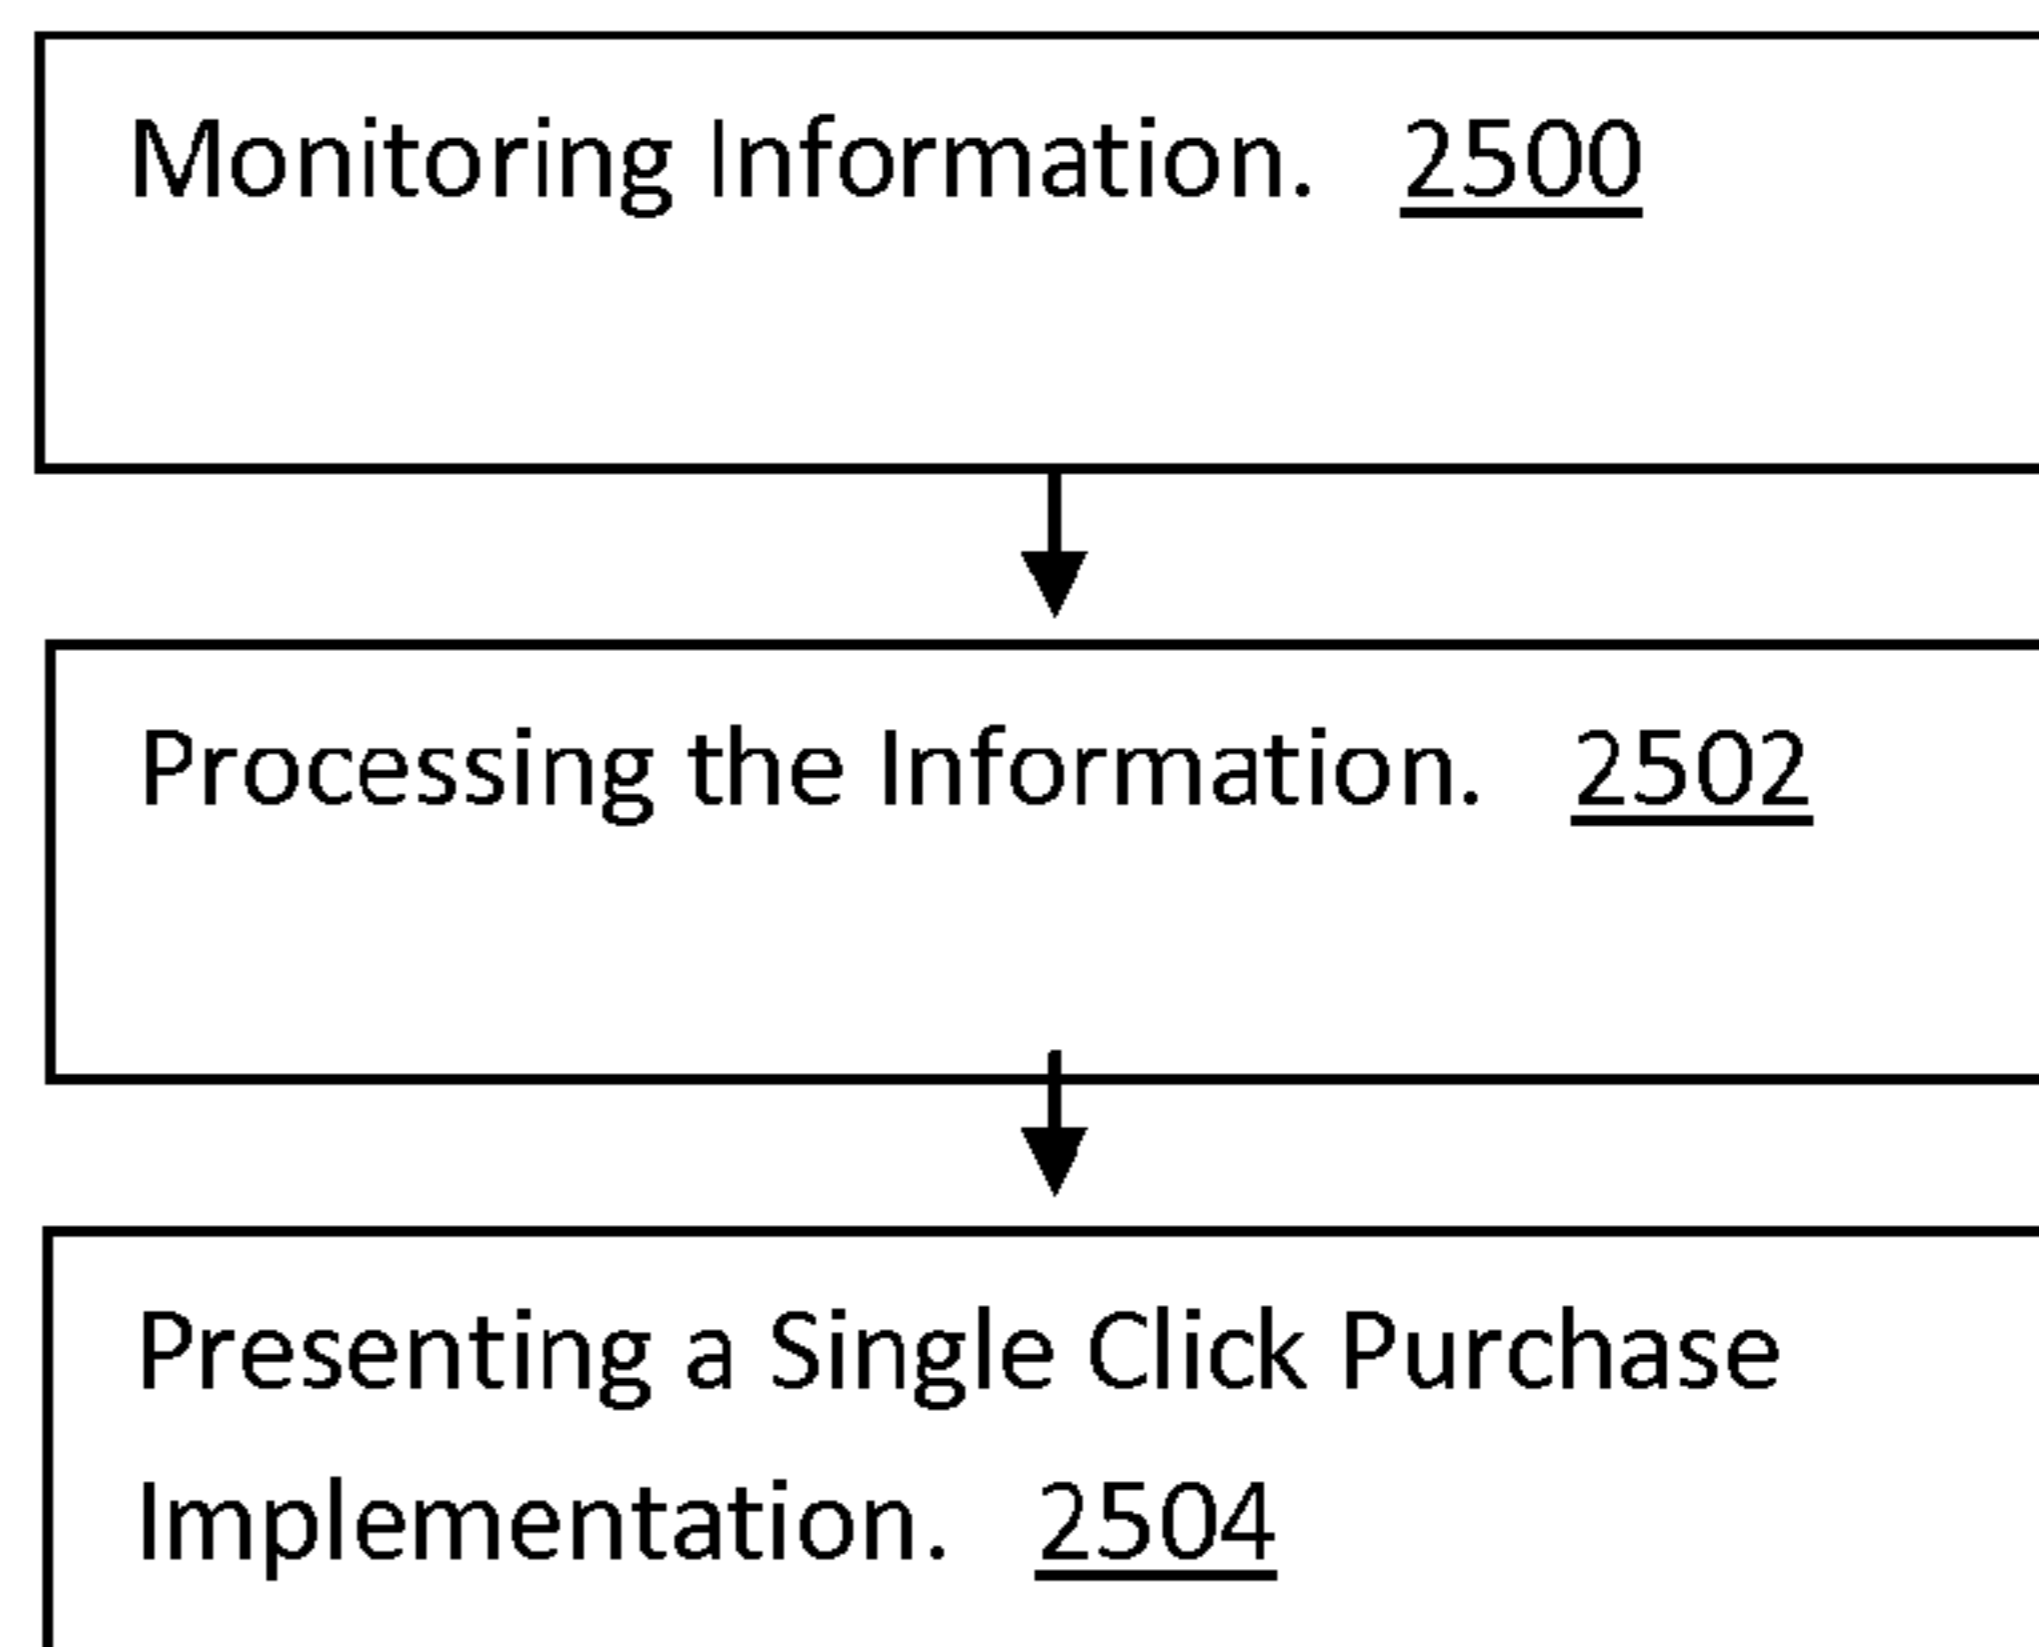 Monitoring Information. 2500
Processing the Information. 2502
Presenting a Single Click Purchase
Implementation. 2504